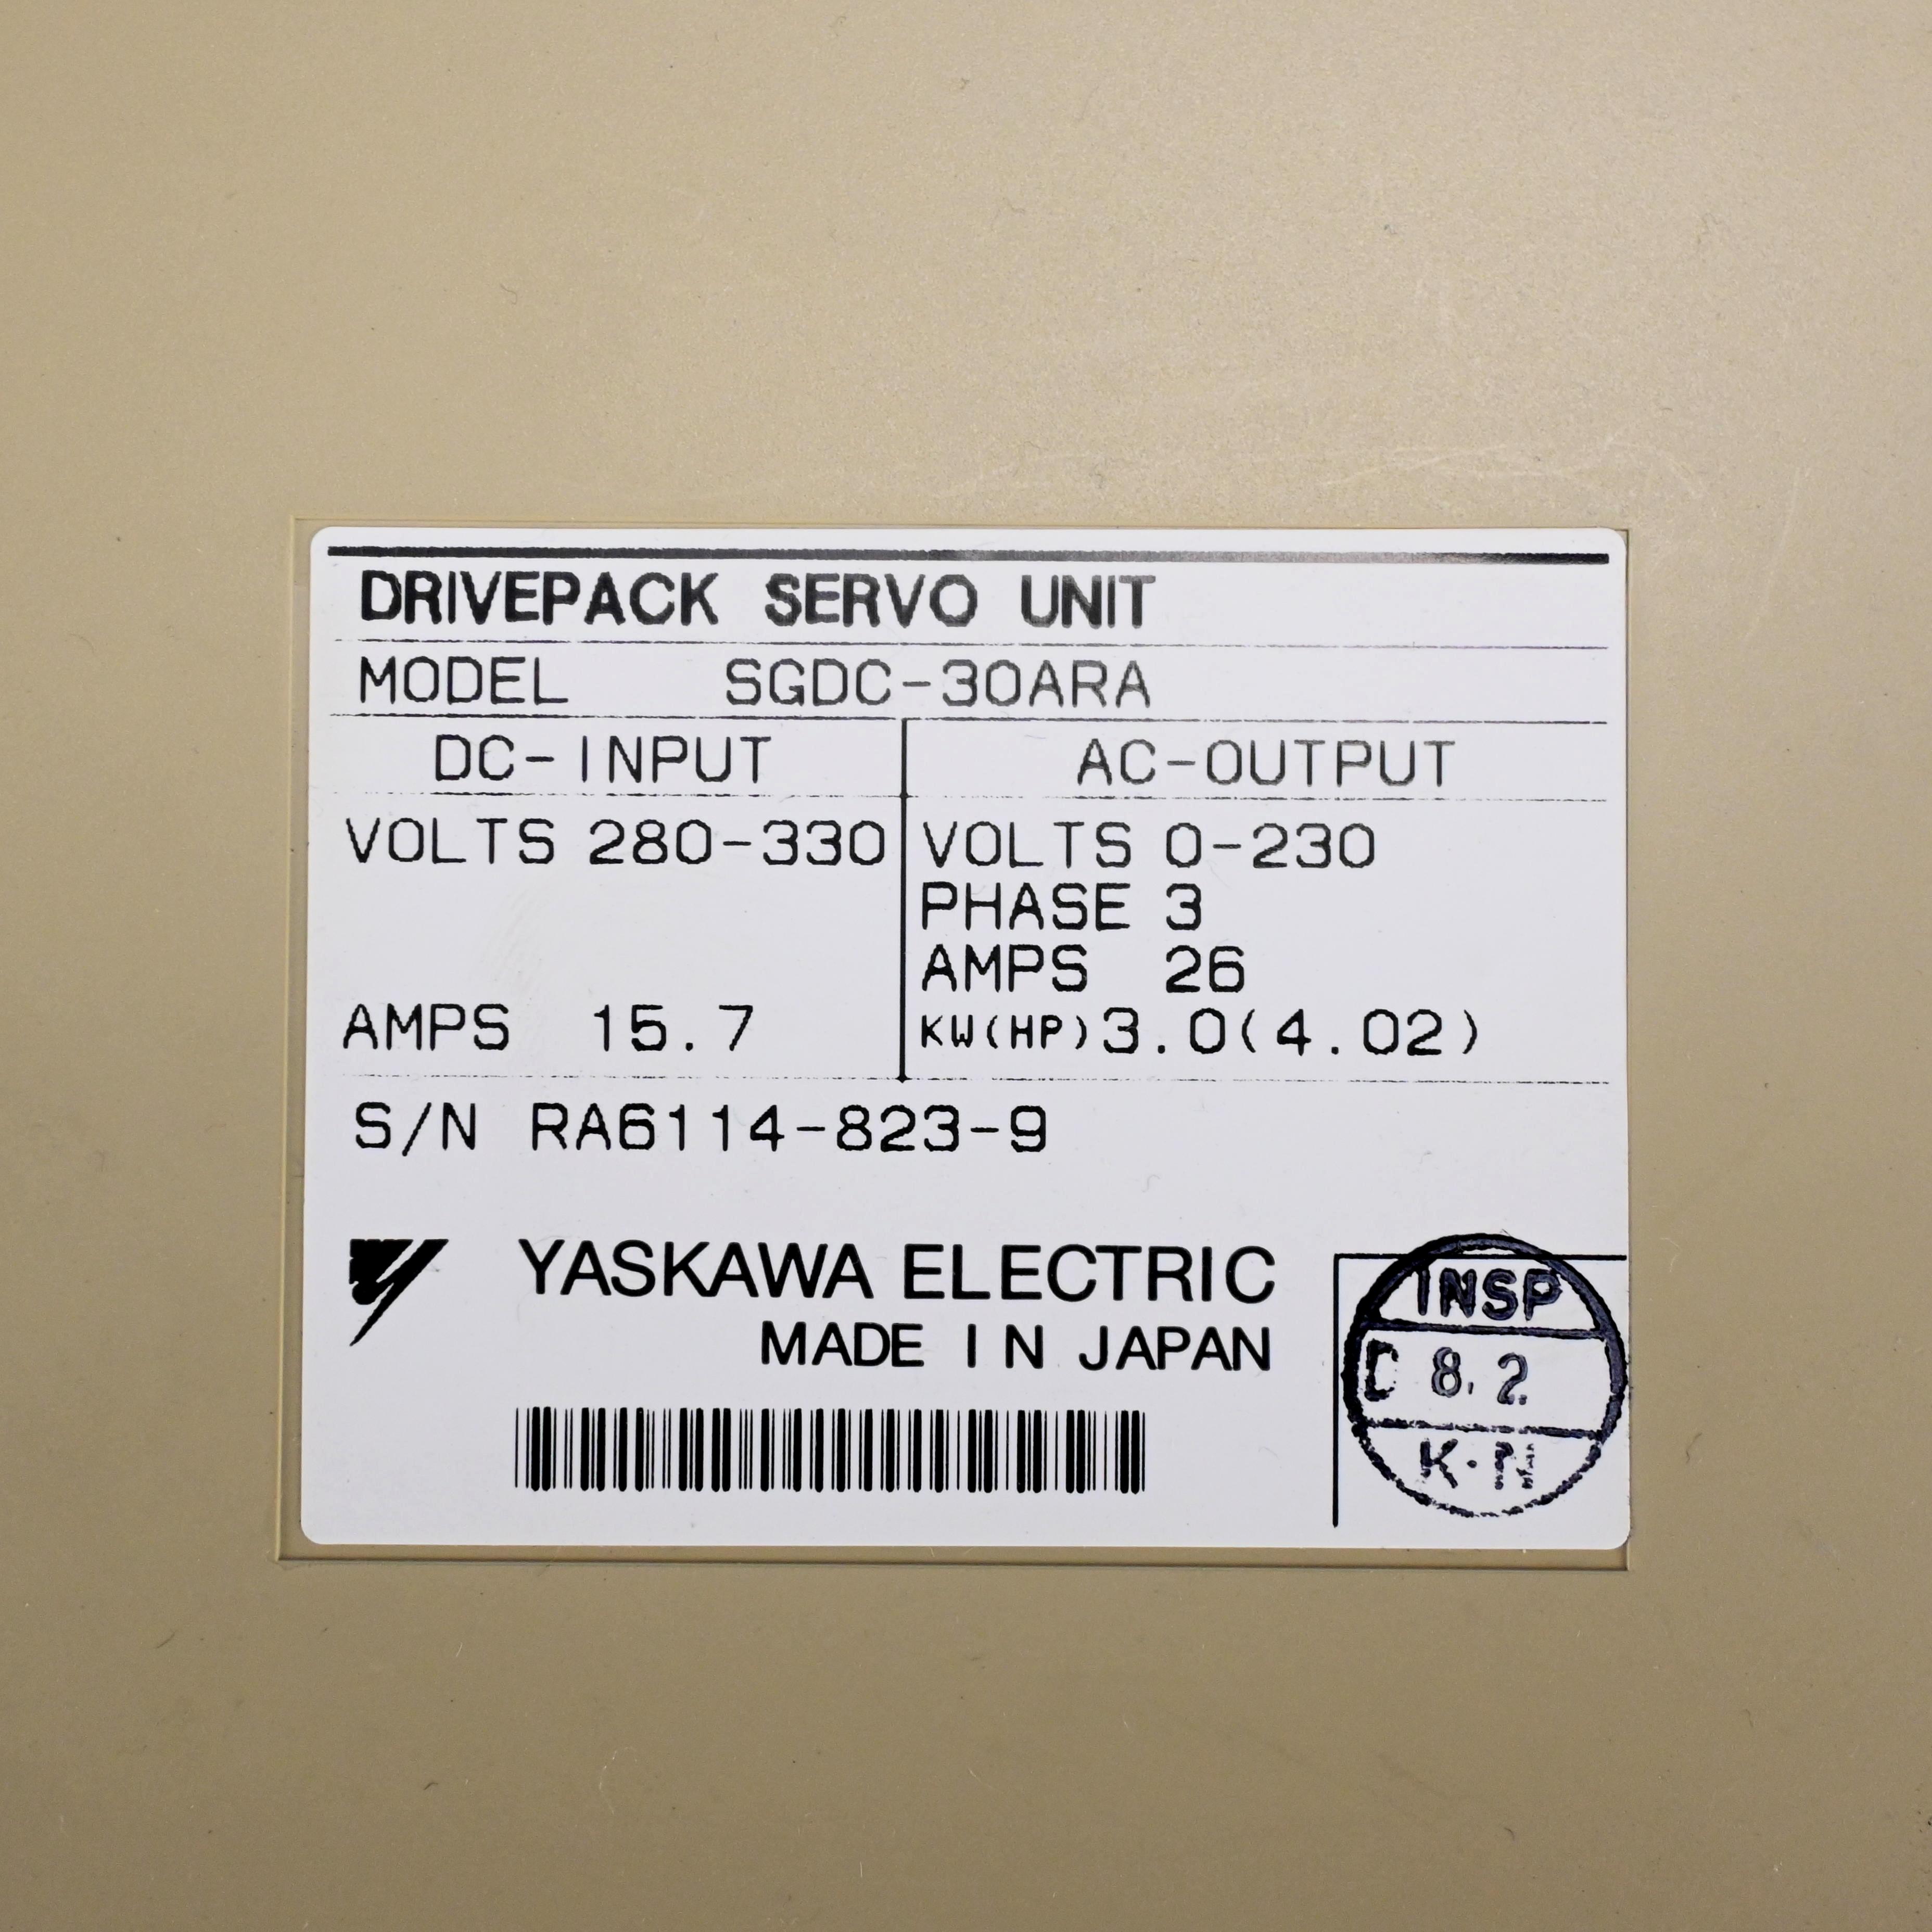 DRIVEPACK SERVO UNIT
MODEL SGDC-30ARA
DC-INPUT AC-OUTPUT
VOLTS 280-330 VOLTS 0-230
PHASE 3
AMPS 26
AMPS 15.7 KW(HP)3.0(4.02)
S/N RA6114-823-9
YASKAWA ELECTRIC
MADE IN JAPAN
INSP
C 8.2
K·N